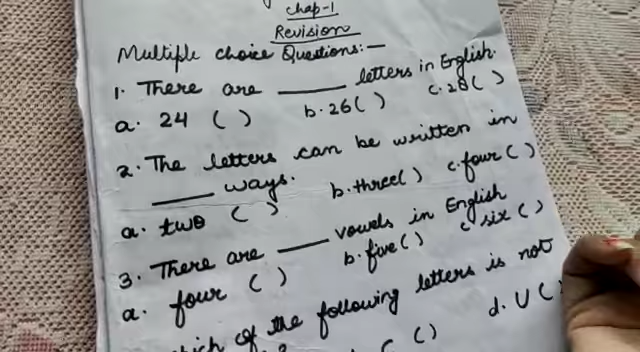 Chap-1
Revision
Multiple choice Questions:-
1. There are ____ letters in English.
a. 24 ( ) b. 26 ( ) c. 28 ( )
2. The letters can be written in
____ ways.
a. two ( ) b. three( ) c. four ( )
3. There are ____ vowels in English
a. four ( ) b. five ( ) c six ( )
of the following letters is not
( ) d. U (